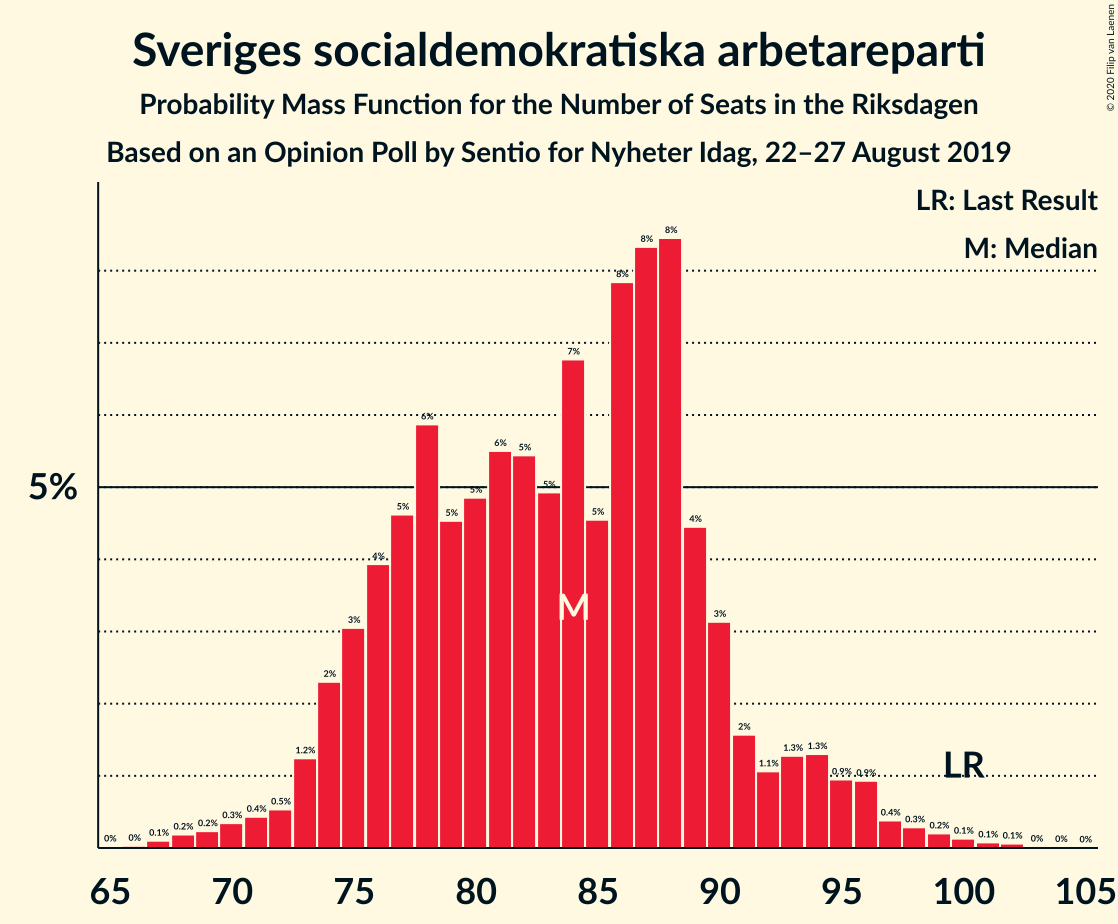 Sveriges socialdemokratiska arbetareparti
Probability Mass Function for the Number of Seats in the Riksdagen
Based on an Opinion Poll by Sentio for Nyheter Idag, 22–27 August 2019
© 2020 Filip van Laenen
LR: Last Result
M: Median
5%
0% 0% 0.1% 0.2% 0.2% 0.3% 0.4% 0.5% 1.2% 2% 3% 4% 5% 6% 5% 5% 6% 5% 5% 7% 5% 8% 8% 8% 4% 3% 2% 1.1% 1.3% 1.3% 0.9% 0.9% 0.4% 0.3% 0.2% 0.1% 0.1% 0.1% 0% 0% 0%
M
LR
65 70 75 80 85 90 95 100 105